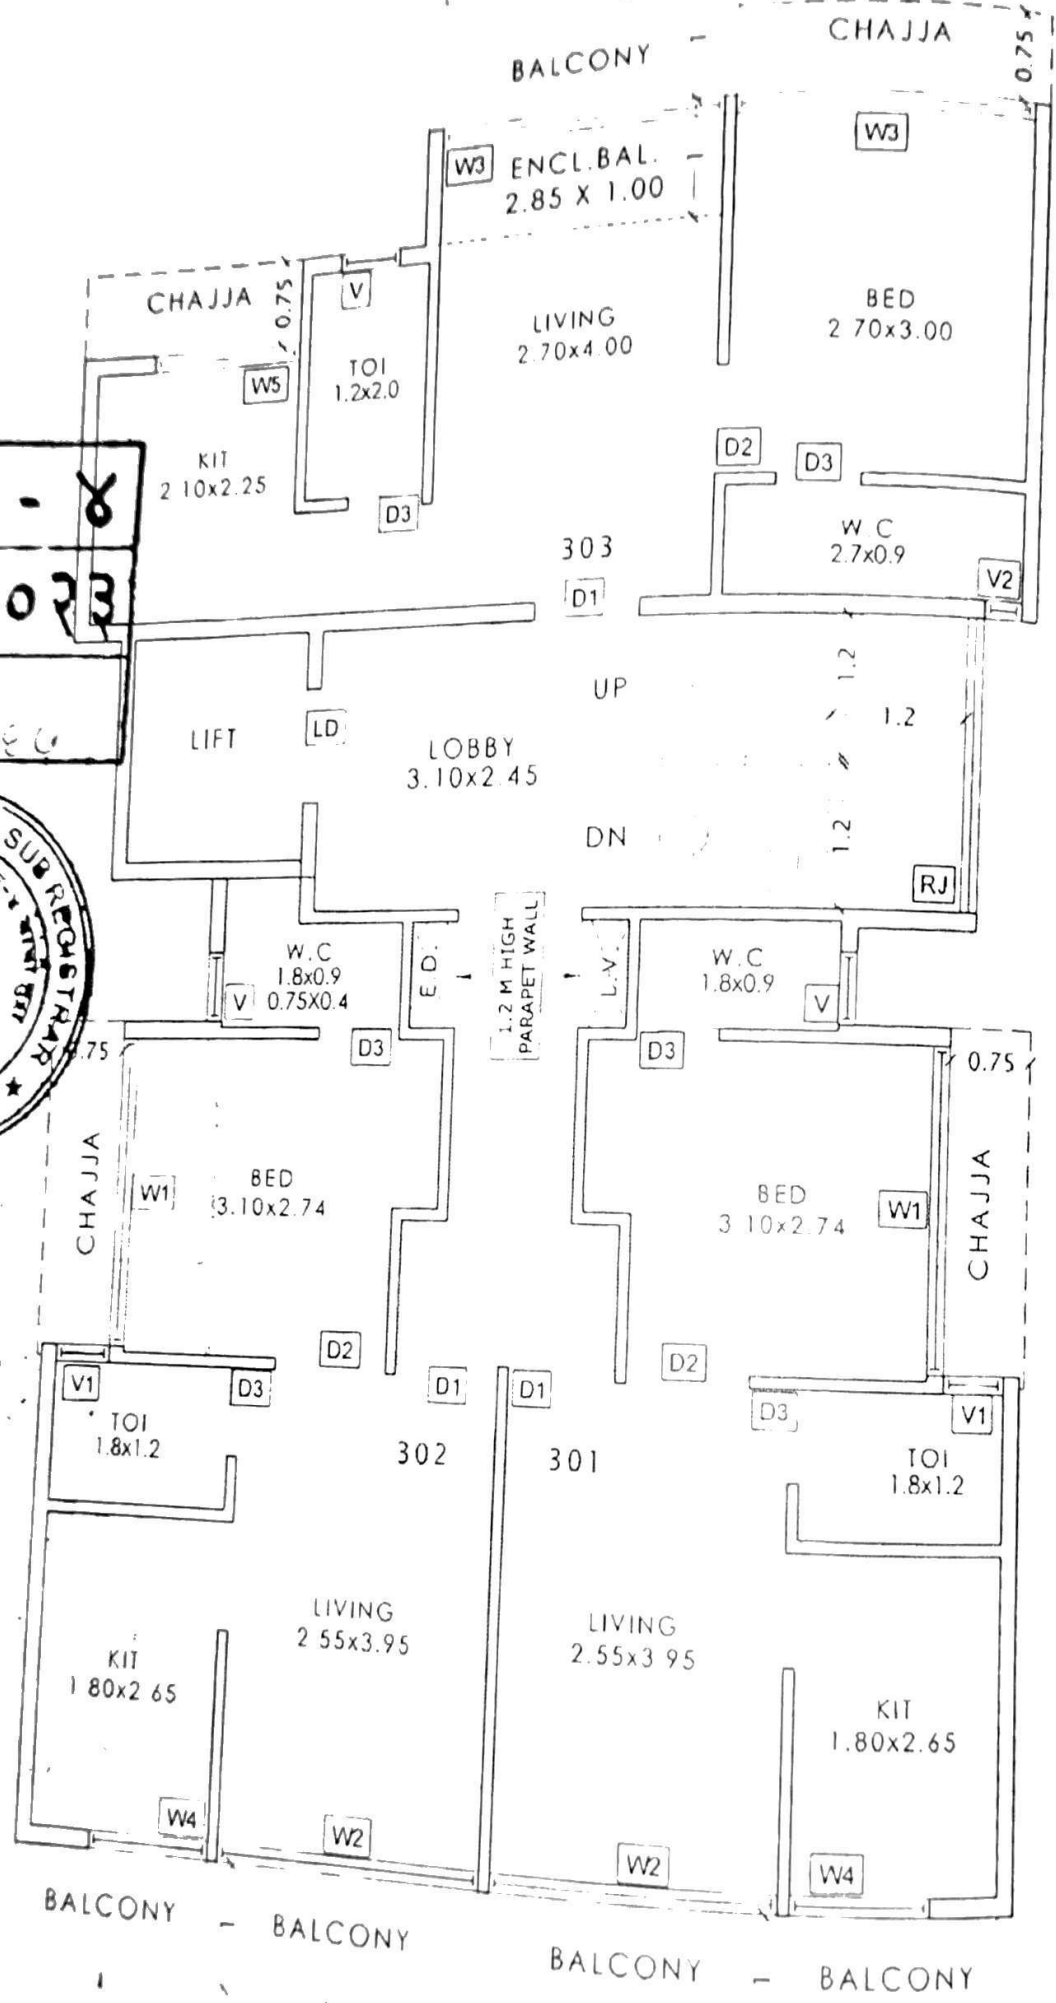 CHAJJA
0.75
BALCONY
W3
W3
ENCL.BAL.
2.85 X 1.00
CHAJJA
0.75
V
LIVING
2.70x4.00
BED
2 70x3.00
W5
TOI
1.2x2.0
KIT
2 10x2.25
D3
D2
D3
303
W.C
2.7x0.9
D1
V2
- ४
०२३
UP
1.2
1.2
LIFT
LD
LOBBY
3.10x2.45
DN
1.2
RJ
SUB REGISTRAR
W.C
1.8x0.9
0.75X0.4
V
E.D.
1.2 M HIGH
PARAPET WALL
L.V.
W.C
1.8x0.9
V
0.75
D3
D3
0.75
CHAJJA
W1
BED
3.10x2.74
BED
3 10x2.74
W1
CHAJJA
D2
D2
V1
D3
D1
D1
D3
V1
TOI
1.8x1.2
302
301
TOI
1.8x1.2
LIVING
2 55x3.95
LIVING
2.55x3 95
KIT
1 80x2 65
KIT
1.80x2.65
W4
W2
W2
W4
BALCONY - BALCONY
BALCONY - BALCONY